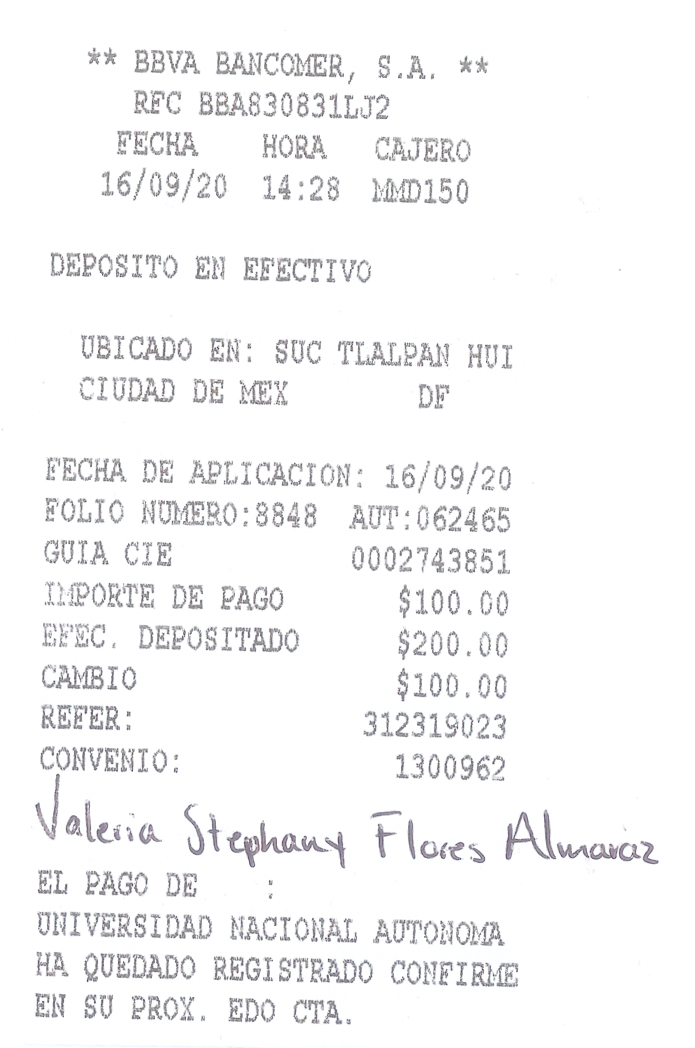 ** BBVA BANCOMER, S.A. **
RFC BBA830831LJ2
FECHA HORA CAJERO
16/09/20 14:28 MMD150
DEPOSITO EN EFECTIVO
UBICADO EN: SUC TLALPAN HUI
CIUDAD DE MEX DF
FECHA DE APLICACION: 16/09/20
FOLIO NUMERO:8848 AUT:062465
GUIA CIE 0002743851
IMPORTE DE PAGO $100.00
EFEC. DEPOSITADO $200.00
CAMBIO $100.00
REFER: 312319023
CONVENIO: 1300962
Valeria Stephany Flores Almaraz
EL PAGO DE :
UNIVERSIDAD NACIONAL AUTONOMA
HA QUEDADO REGISTRADO CONFIRME
EN SU PROX. EDO CTA.